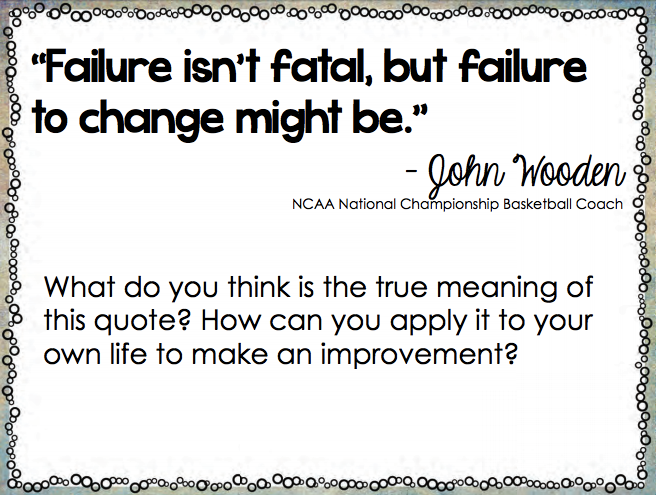 “Failure isn’t fatal, but failure
to change might be.”
- John Wooden
NCAA National Championship Basketball Coach
What do you think is the true meaning of
this quote? How can you apply it to your
own life to make an improvement?